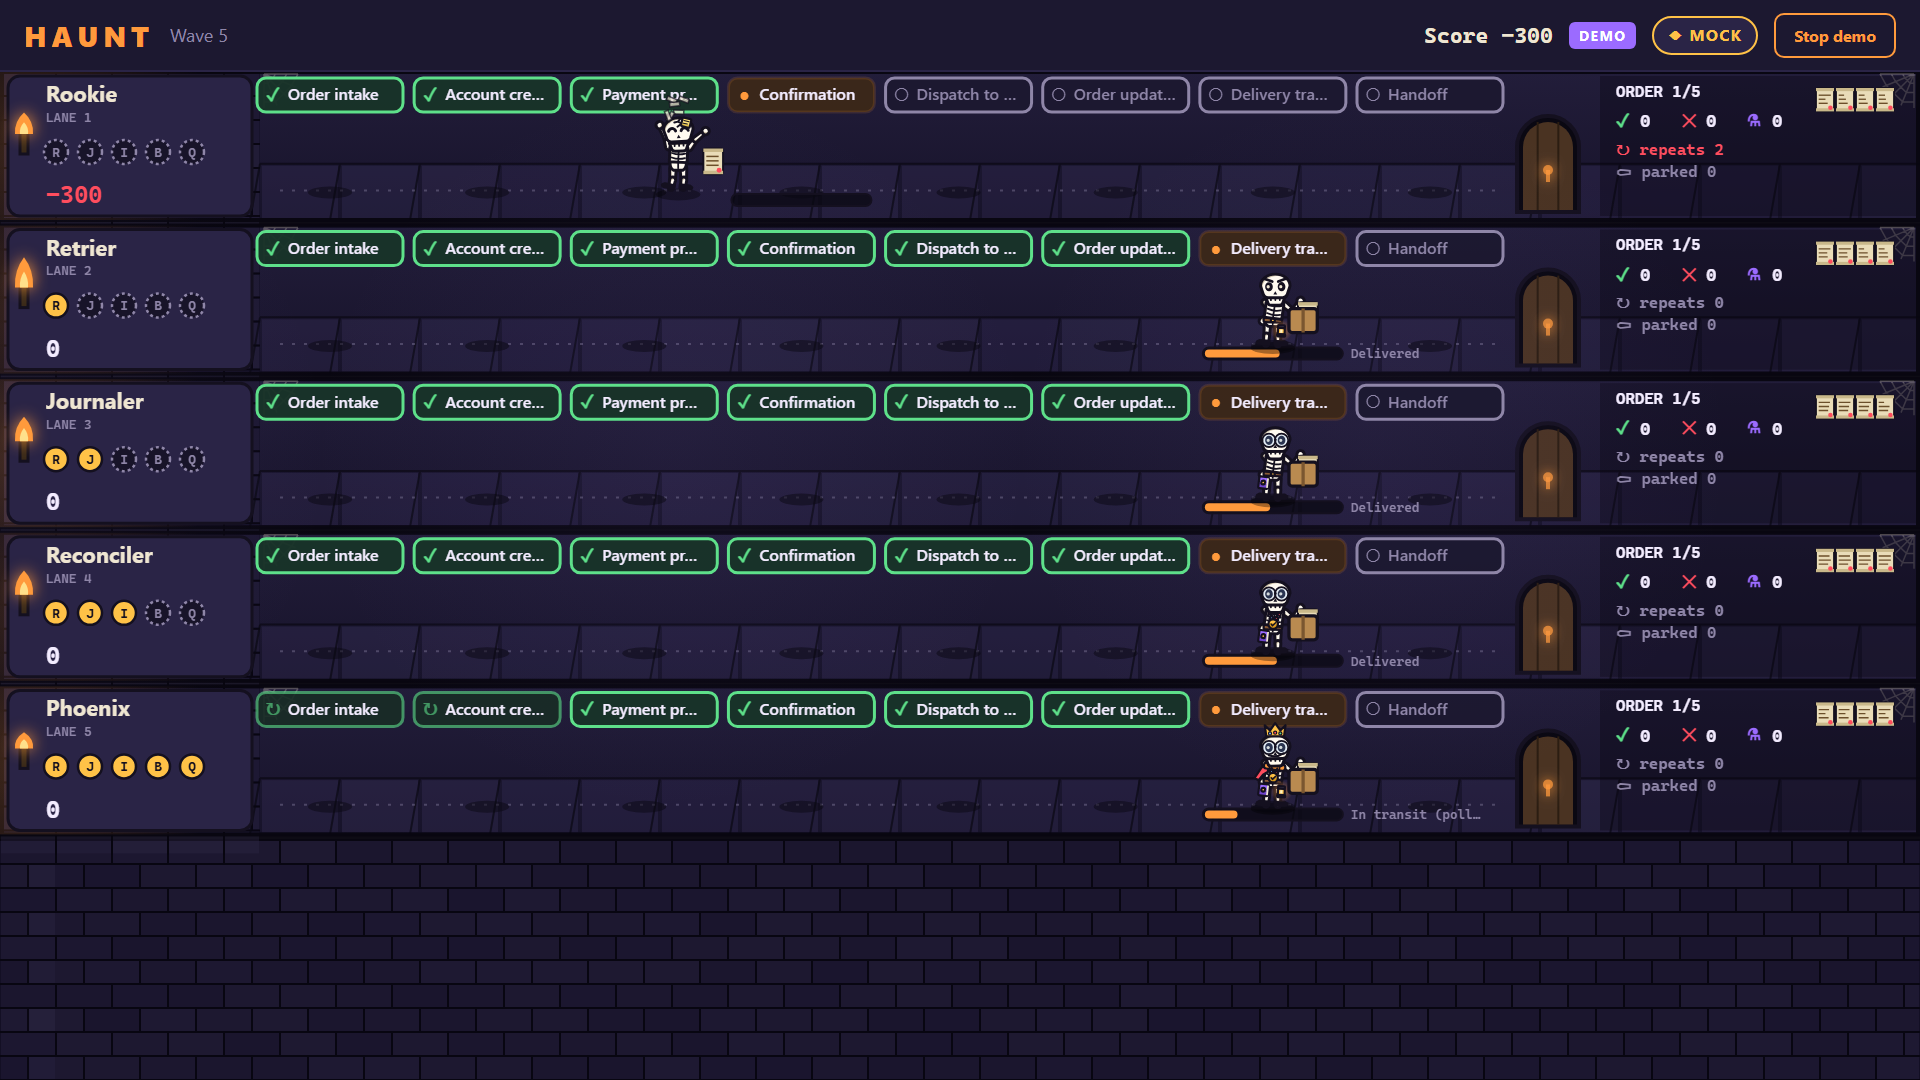 HAUNT Wave 5 Score −300 DEMO MOCK Stop demo
Rookie
LANE 1
R J I B Q
−300
Order intake Account cre... Payment pr... Confirmation Dispatch to ... Order updat... Delivery tra... Handoff
ORDER 1/5
0 0 0
repeats 2
parked 0
Retrier
LANE 2
R J I B Q
0
Order intake Account cre... Payment pr... Confirmation Dispatch to ... Order updat... Delivery tra... Handoff
Delivered
ORDER 1/5
0 0 0
repeats 0
parked 0
Journaler
LANE 3
R J I B Q
0
Order intake Account cre... Payment pr... Confirmation Dispatch to ... Order updat... Delivery tra... Handoff
Delivered
ORDER 1/5
0 0 0
repeats 0
parked 0
Reconciler
LANE 4
R J I B Q
0
Order intake Account cre... Payment pr... Confirmation Dispatch to ... Order updat... Delivery tra... Handoff
Delivered
ORDER 1/5
0 0 0
repeats 0
parked 0
Phoenix
LANE 5
R J I B Q
0
Order intake Account cre... Payment pr... Confirmation Dispatch to ... Order updat... Delivery tra... Handoff
In transit (poll...
ORDER 1/5
0 0 0
repeats 0
parked 0